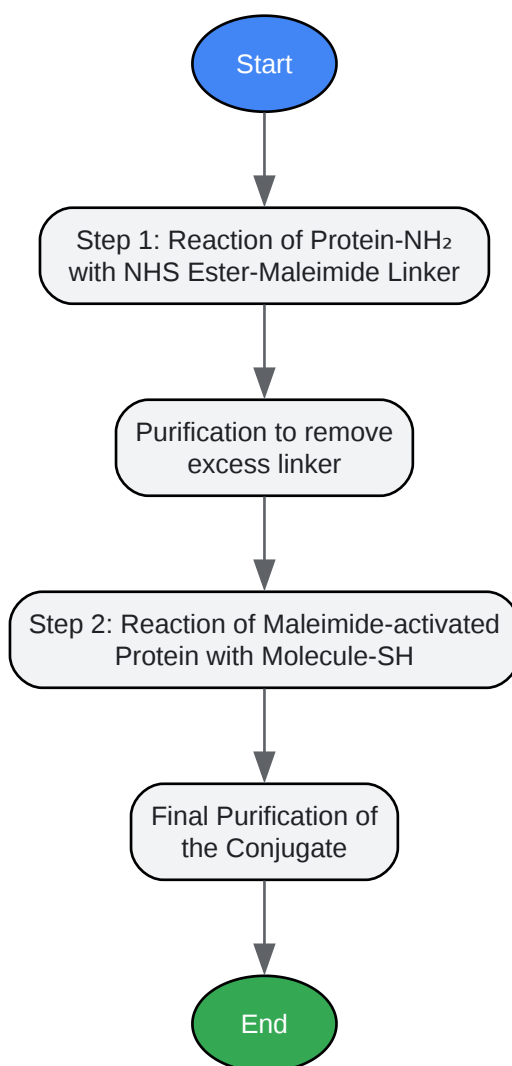 Start
Step 1: Reaction of Protein-NH₂
with NHS Ester-Maleimide Linker
Purification to remove
excess linker
Step 2: Reaction of Maleimide-activated
Protein with Molecule-SH
Final Purification of
the Conjugate
End